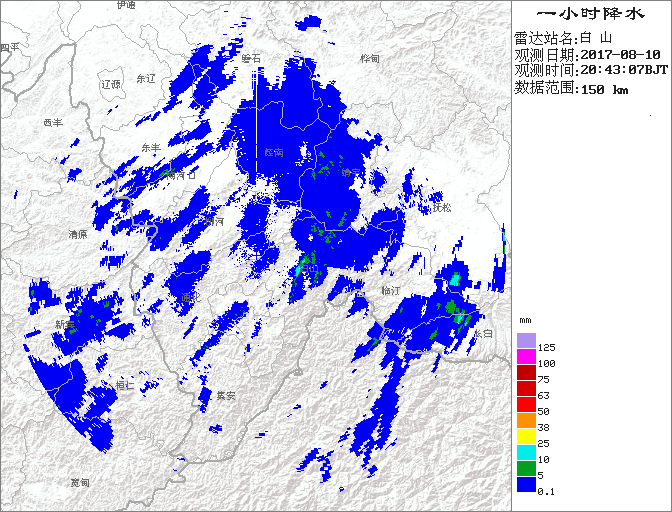 一小时降水
雷达站名:白 山
观测日期:2017-08-10
观测时间:20:43:07BJT
数据范围:150 km
伊通
四平
磐石
桦甸
辽源
东辽
西丰
东丰
辉南
梅河口
靖宇
抚松
清原
柳河
通化
临江
长白
新宾
桓仁
集安
宽甸
mm
125
100
75
63
50
38
25
10
5
0.1